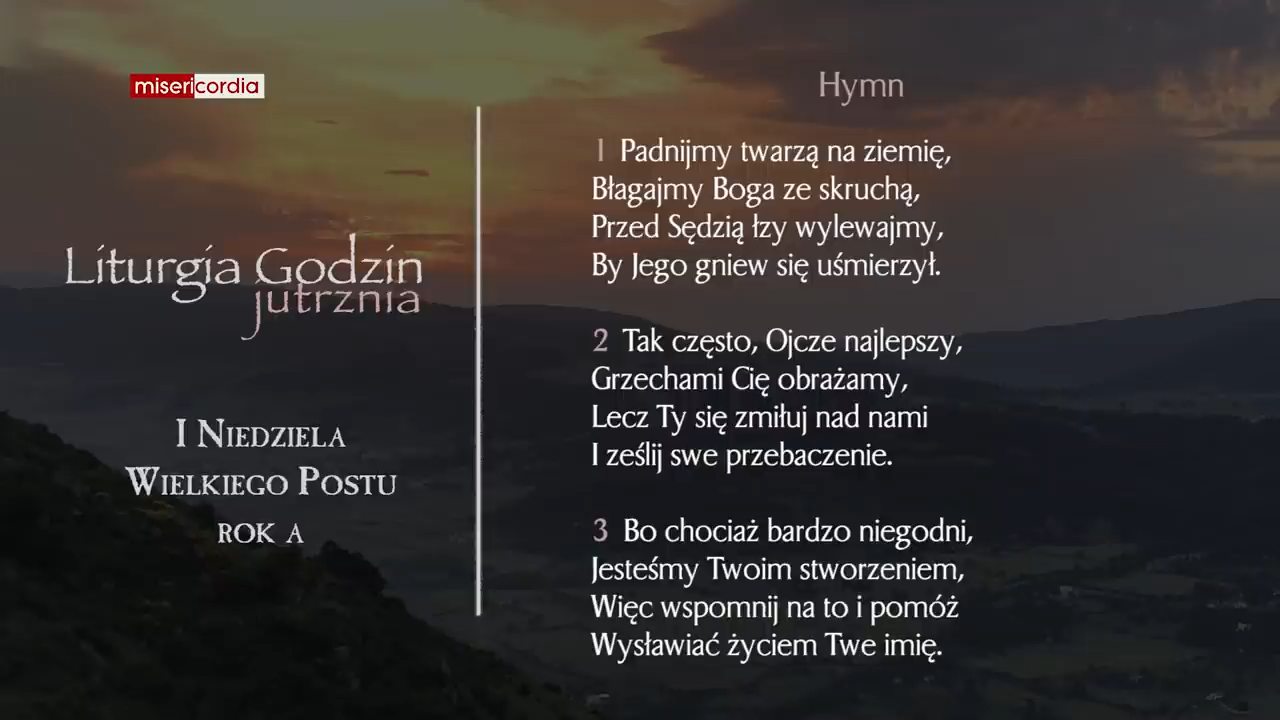 misericordia
Liturgia Godzin
jutrznia
I Niedziela
Wielkiego Postu
rok A
Hymn
1 Padnijmy twarzą na ziemię,
Błagajmy Boga ze skruchą,
Przed Sędzią łzy wylewajmy,
By Jego gniew się uśmierzył.
2 Tak często, Ojcze najlepszy,
Grzechami Cię obrażamy,
Lecz Ty się zmiłuj nad nami
I ześlij swe przebaczenie.
3 Bo chociaż bardzo niegodni,
Jesteśmy Twoim stworzeniem,
Więc wspomnij na to i pomóż
Wysławiać życiem Twe imię.